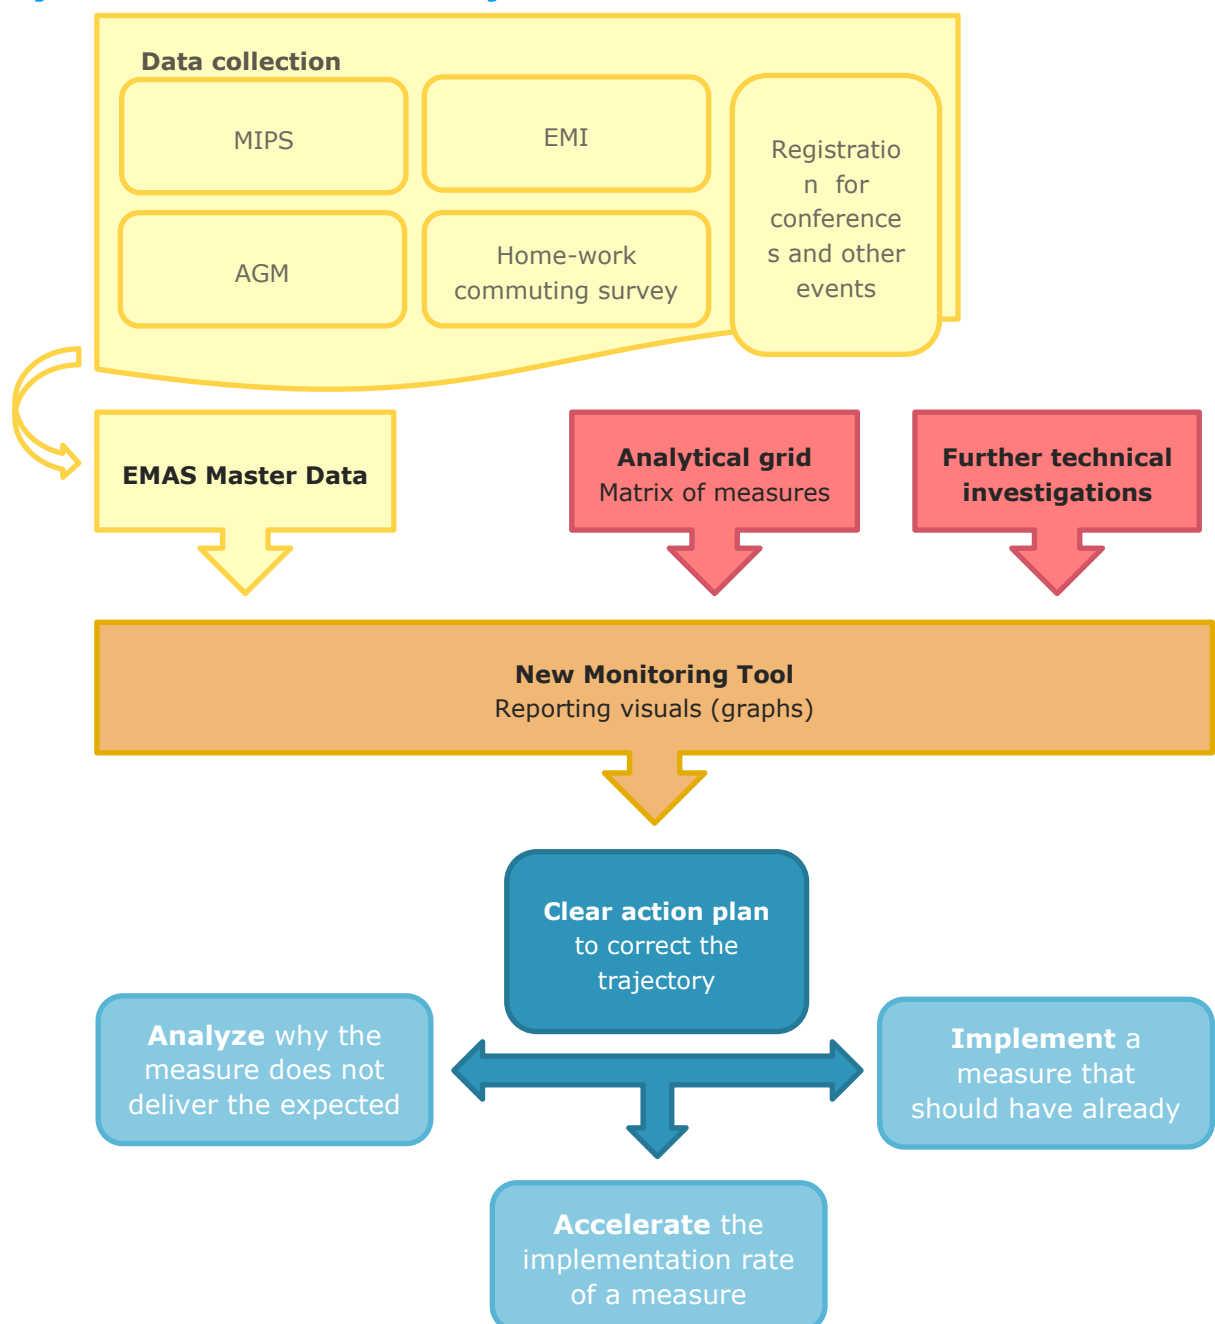 Data collection
MIPS
EMI
Registratio
n for
conference
s and other
events
AGM
Home-work
commuting survey
EMAS Master Data
Analytical grid
Matrix of measures
Further technical
investigations
New Monitoring Tool
Reporting visuals (graphs)
Clear action plan
to correct the
trajectory
Analyze why the
measure does not
deliver the expected
Implement a
measure that
should have already
Accelerate the
implementation rate
of a measure